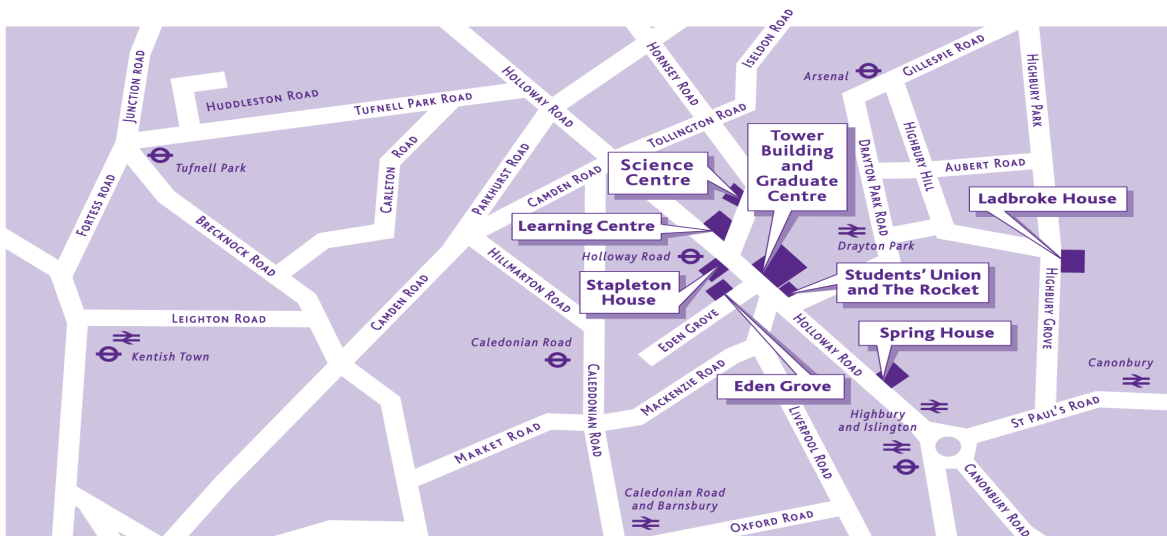 Junction road
Huddleston Road
Tufnell Park Road
Holloway Road
Hornsey Road
Iseldon Road
Arsenal
Gillespie Road
Highbury Park
Tufnell Park
Carleton Road
Parkhurst Road
Camden Road
Tollington Road
Science
Centre
Tower
Building
and
Graduate
Centre
Drayton Park Road
Highbury Hill
Aubert Road
Ladbroke House
Fortess road
Brecknock Road
Learning Centre
Holloway Road
Drayton Park
Hillmarton Road
Stapleton
House
Students' Union
and The Rocket
Highbury Grove
Camden Road
Leighton Road
Kentish Town
Caledonian Road
Eden Grove
Holloway Road
Spring House
Canonbury
Caledonian Road
Mackenzie Road
Eden Grove
Market Road
Liverpool Road
Highbury
and Islington
St Paul's Road
Canonbury Road
Caledonian Road
and Barnsbury
Oxford Road